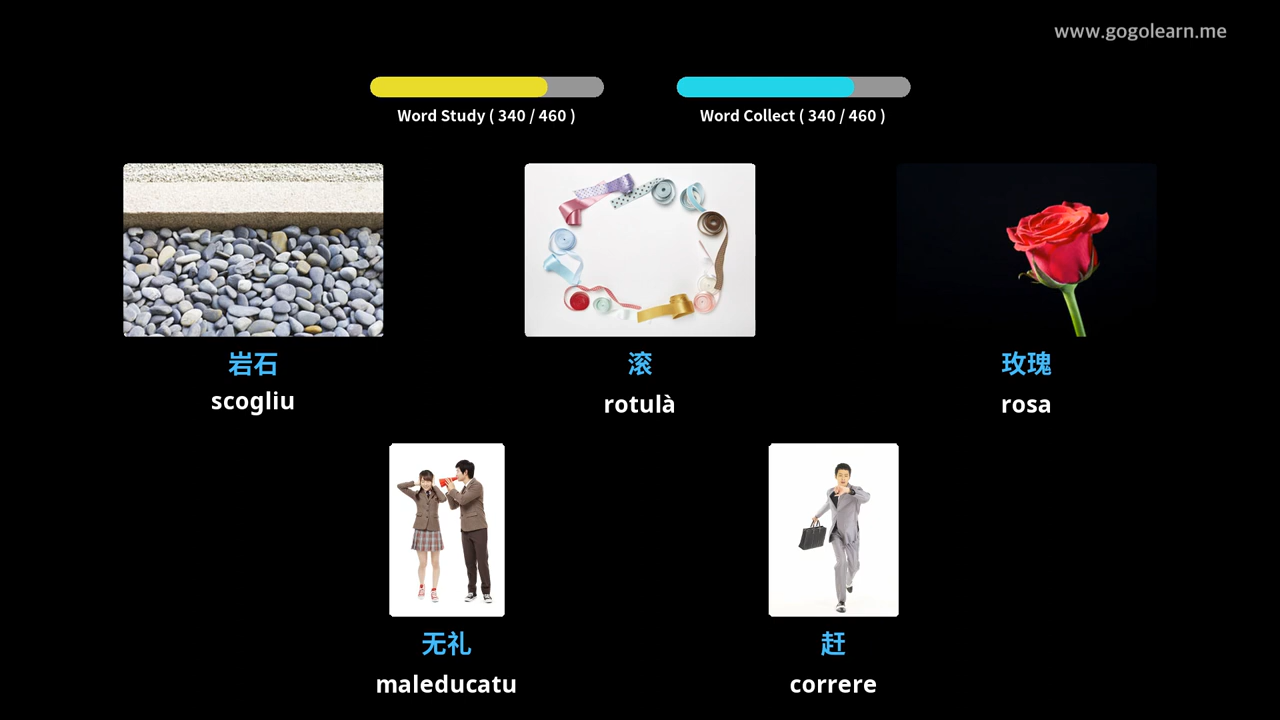 www.gogolearn.me
Word Study ( 340 / 460 )
Word Collect ( 340 / 460 )
岩石
scogliu
滚
rotulà
玫瑰
rosa
无礼
maleducatu
赶
correre